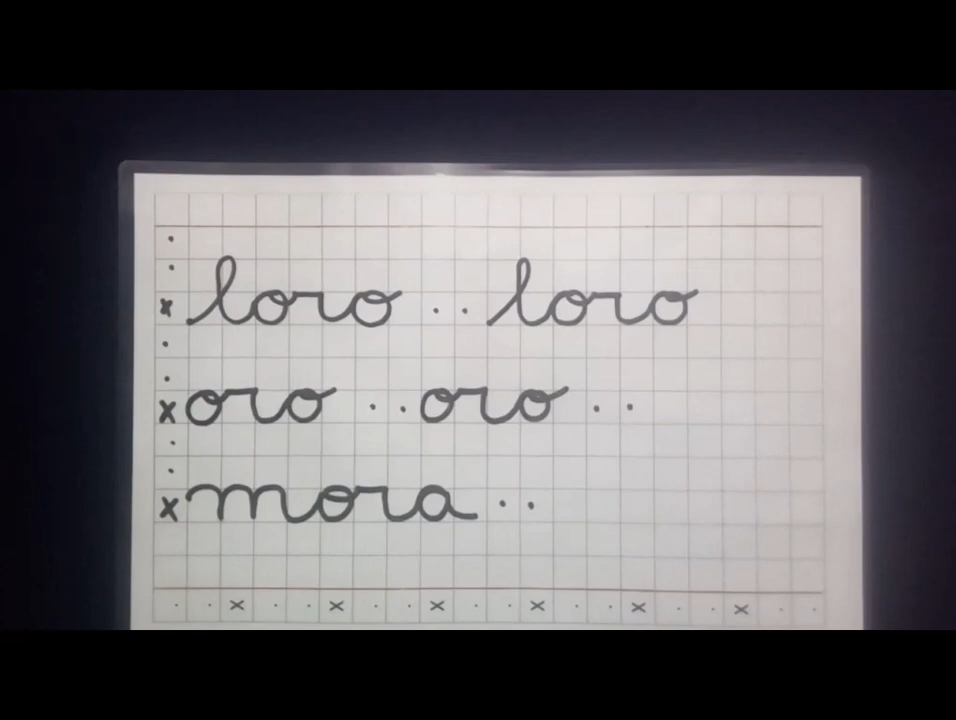 loro . . loro
oro . . oro . .
mora . .